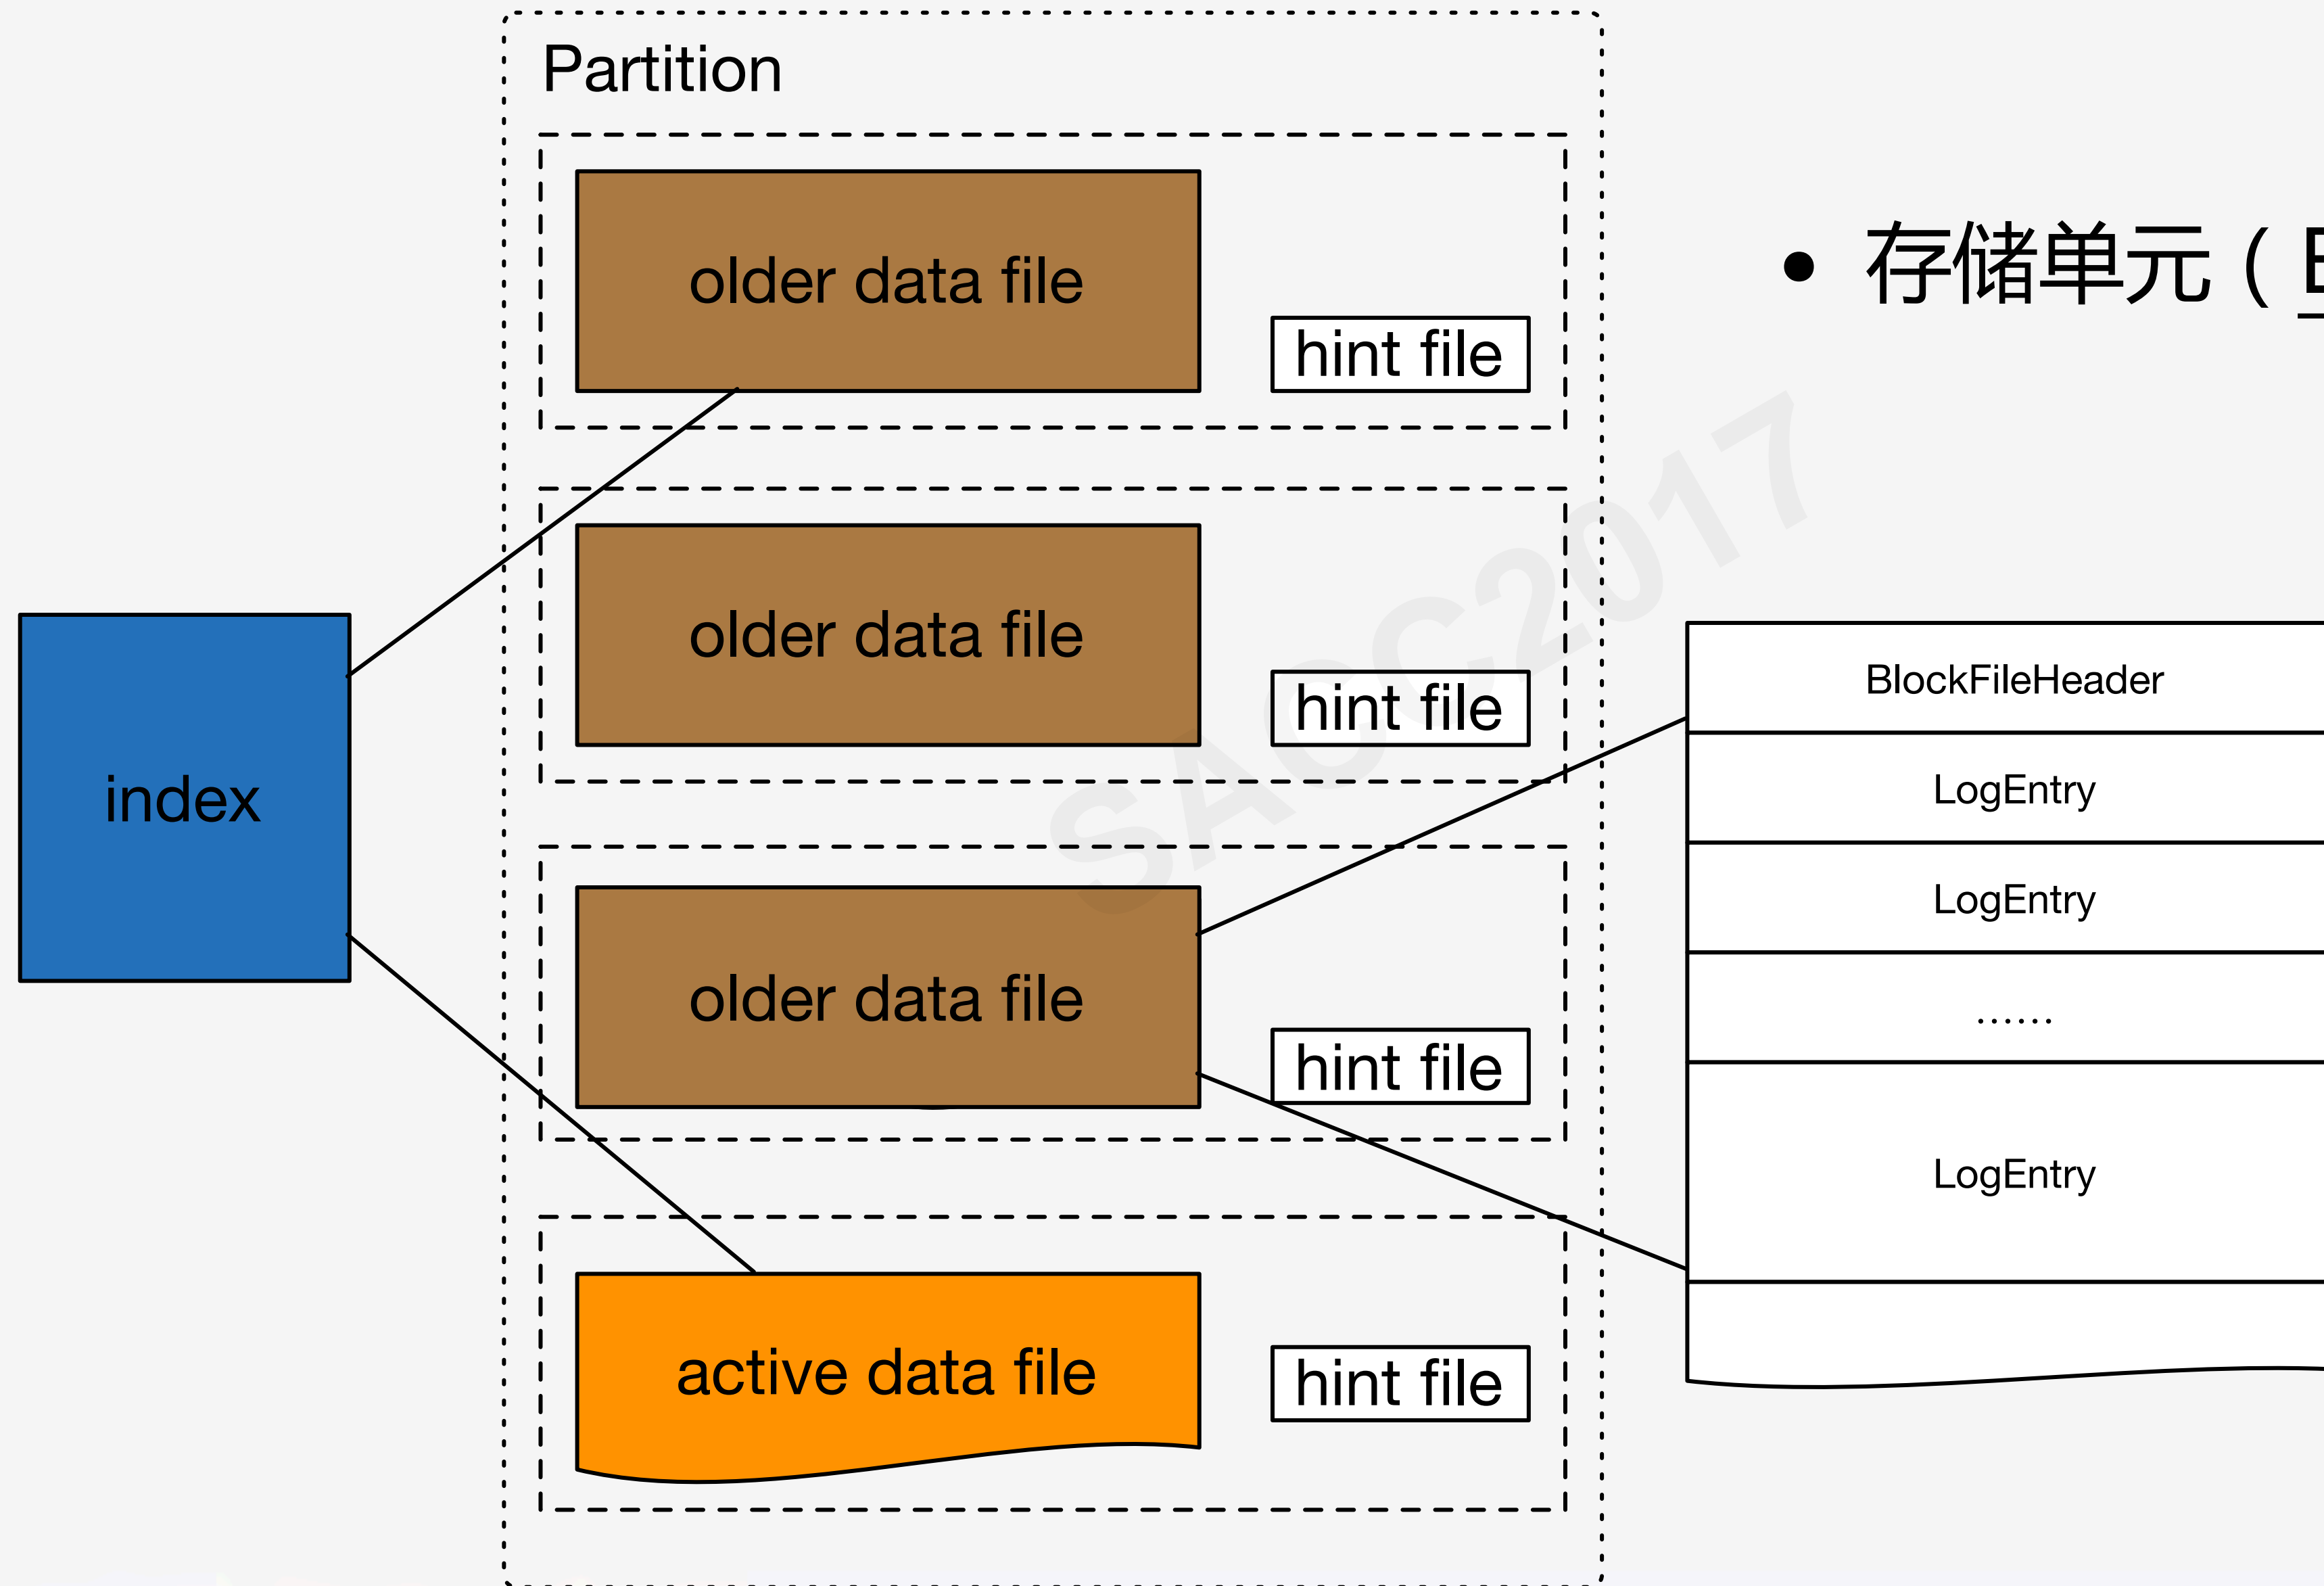 Partition
older data file
hint file
older data file
hint file
older data file
hint file
active data file
hint file
index
• 存储单元 (
BlockFileHeader
LogEntry
LogEntry
......
LogEntry
SACC2017